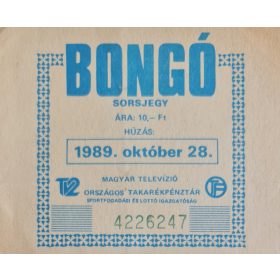 BONGÓ
SORSJEGY
ÁRA: 10,– Ft
HÚZÁS:
1989. október 28.
MAGYAR TELEVÍZIÓ
TV2
ORSZÁGOS TAKARÉKPÉNZTÁR
SPORTFOGADÁSI ÉS LOTTÓ IGAZGATÓSÁG
4226247